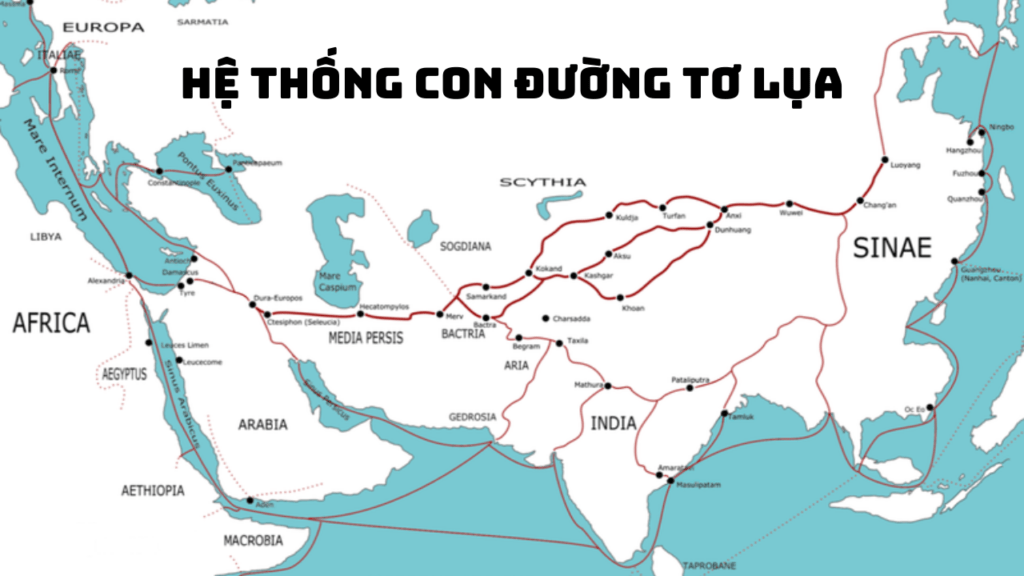 Massilia
EUROPA
SARMATIA
ITALIAE
Rome
HỆ THỐNG CON ĐƯỜNG TƠ LỤA
Mare Internum
Pontus Euxinus
Panticapaeum
Constantinople
SCYTHIA
Ningbo
Hangzhou
Luoyang
Fuzhou
Quanzhou
Chang'an
Wuwei
Anxi
Turfan
Kuldja
Dunhuang
SINAE
LIBYA
SOGDIANA
Aksu
Antioch
Damascus
Tyre
Alexandria
Mare
Caspium
Kokand
Kashgar
Guangzhou
(Nanhai, Canton)
Samarkand
Khoan
Dura-Europos
Hecatompylos
Merv
Bactra
Charsadda
AFRICA
Ctesiphon (Seleucia)
MEDIA PERSIS
BACTRIA
Begram
Taxila
Leuces Limen
Leucecome
ARIA
AEGYPTUS
Sinus Arabicus
Sinus Persicus
Mathura
Pataliputra
ARABIA
GEDROSIA
INDIA
Tamluk
Oc Eo
Amaravati
Masulipatam
AETHIOPIA
Aden
MACROBIA
TAPROBANE